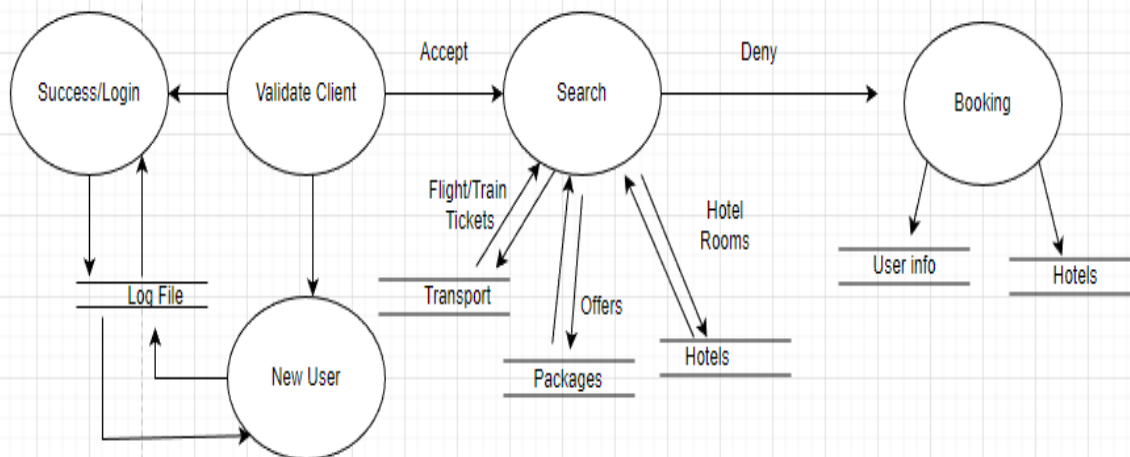 Accept
Deny
Success/Login
Validate Client
Search
Booking
Flight/Train
Tickets
Hotel
Rooms
User info
Hotels
Log File
Transport
Offers
Hotels
New User
Packages